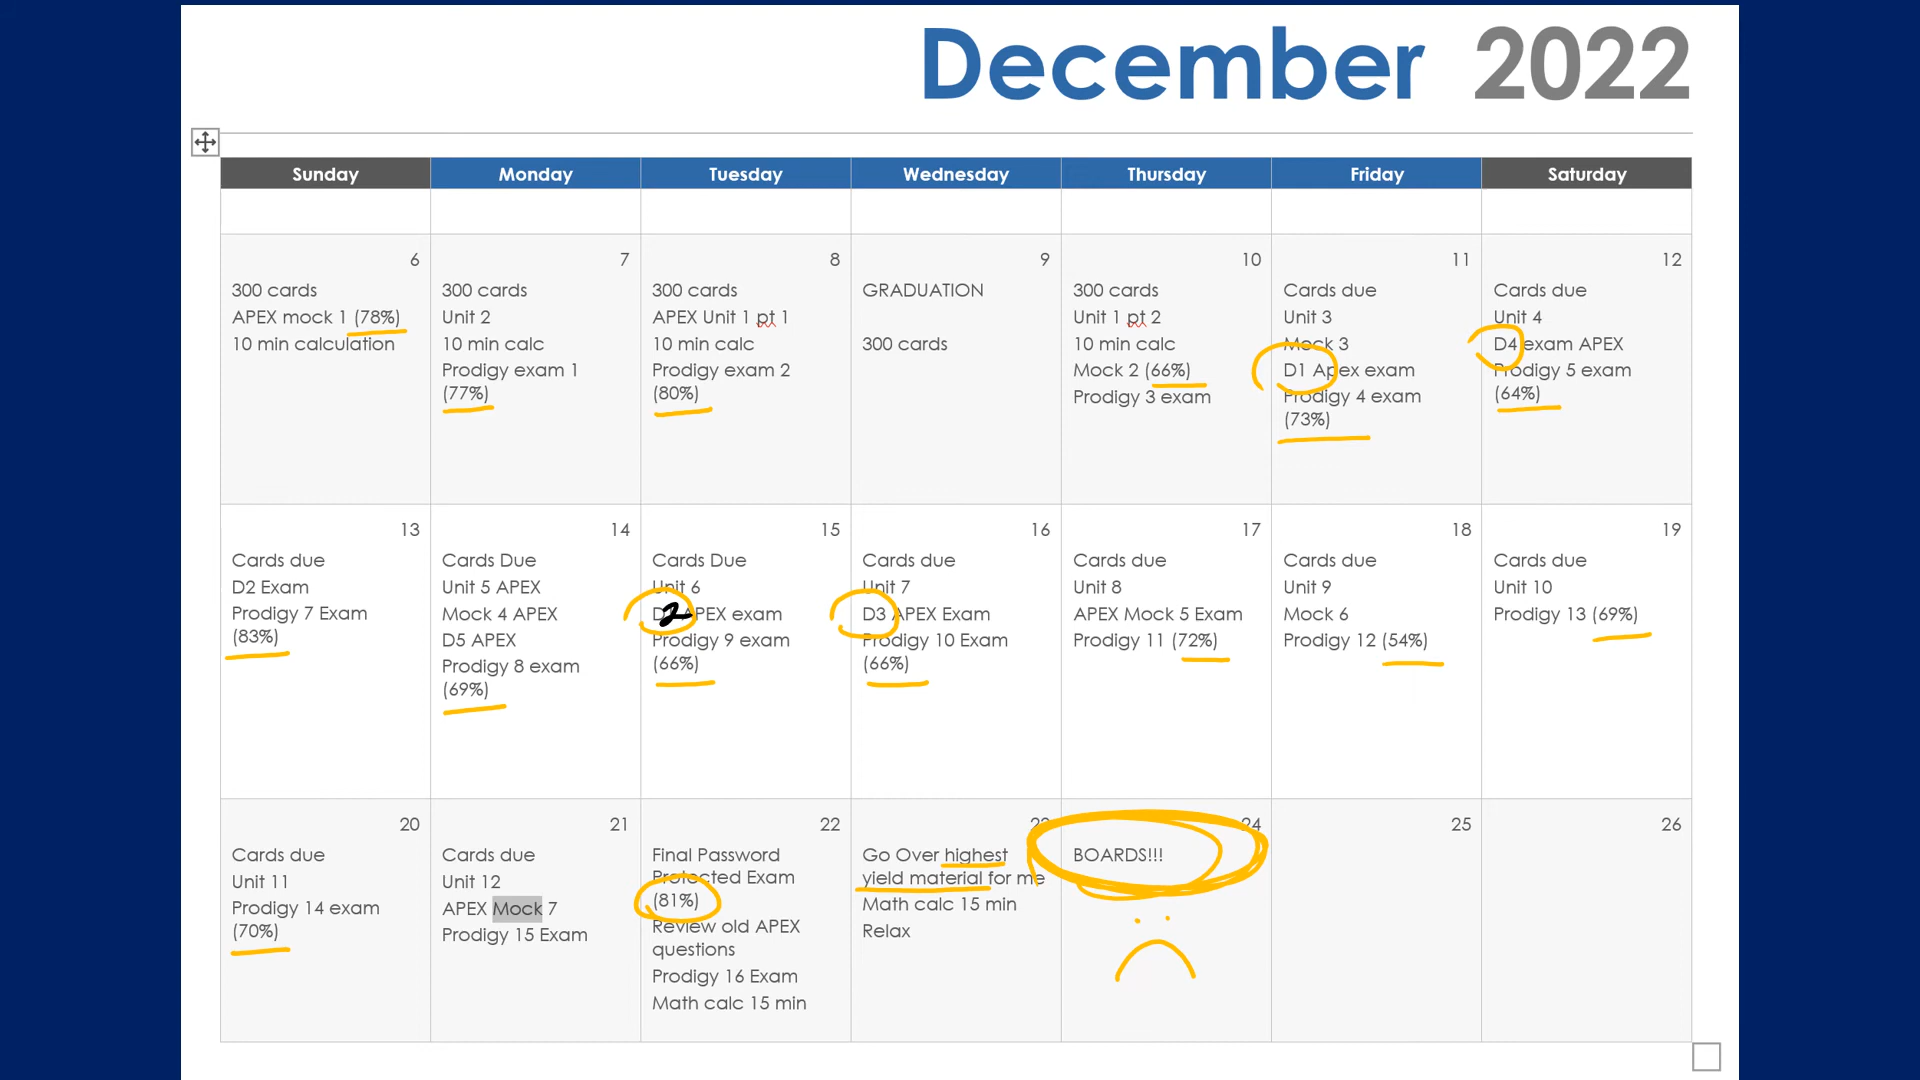 December 2022
Sunday Monday Tuesday Wednesday Thursday Friday Saturday
6
300 cards
APEX mock 1 (78%)
10 min calculation
7
300 cards
Unit 2
10 min calc
Prodigy exam 1
(77%)
8
300 cards
APEX Unit 1 pt 1
10 min calc
Prodigy exam 2
(80%)
9
GRADUATION
300 cards
10
300 cards
Unit 1 pt 2
10 min calc
Mock 2 (66%)
Prodigy 3 exam
11
Cards due
Unit 3
Mock 3
D1 Apex exam
Prodigy 4 exam
(73%)
12
Cards due
Unit 4
D4 exam APEX
Prodigy 5 exam
(64%)
13
Cards due
D2 Exam
Prodigy 7 Exam
(83%)
14
Cards Due
Unit 5 APEX
Mock 4 APEX
D5 APEX
Prodigy 8 exam
(69%)
15
Cards Due
Unit 6
D2 APEX exam
Prodigy 9 exam
(66%)
16
Cards due
Unit 7
D3 APEX Exam
Prodigy 10 Exam
(66%)
17
Cards due
Unit 8
APEX Mock 5 Exam
Prodigy 11 (72%)
18
Cards due
Unit 9
Mock 6
Prodigy 12 (54%)
19
Cards due
Unit 10
Prodigy 13 (69%)
20
Cards due
Unit 11
Prodigy 14 exam
(70%)
21
Cards due
Unit 12
APEX Mock 7
Prodigy 15 Exam
22
Final Password
Protected Exam
(81%)
Review old APEX
questions
Prodigy 16 Exam
Math calc 15 min
23
Go Over highest
yield material for me
Math calc 15 min
Relax
24
BOARDS!!!
25
26